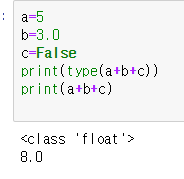 :
a=5
b=3.0
c=False
print(type(a+b+c))
print(a+b+c)
<class 'float'>
8.0